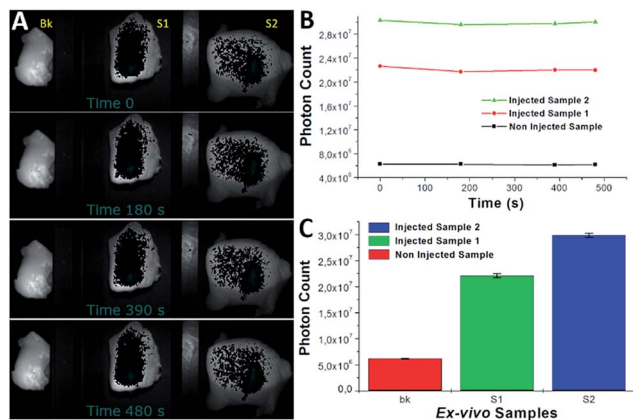 A
Bk
S1
S2
Time 0
Time 180 s
Time 390 s
Time 480 s
B
Photon Count
2,8x10⁷
2,4x10⁷
2,0x10⁷
1,6x10⁷
1,2x10⁷
8,0x10⁶
4,0x10⁶
Injected Sample 2
Injected Sample 1
Non Injected Sample
0 100 200 300 400 500
Time (s)
C
Photon Count
3,0x10⁷
2,5x10⁷
2,0x10⁷
1,5x10⁷
1,0x10⁷
5,0x10⁶
0,0
Injected Sample 2
Injected Sample 1
Non Injected Sample
bk S1 S2
Ex-vivo Samples